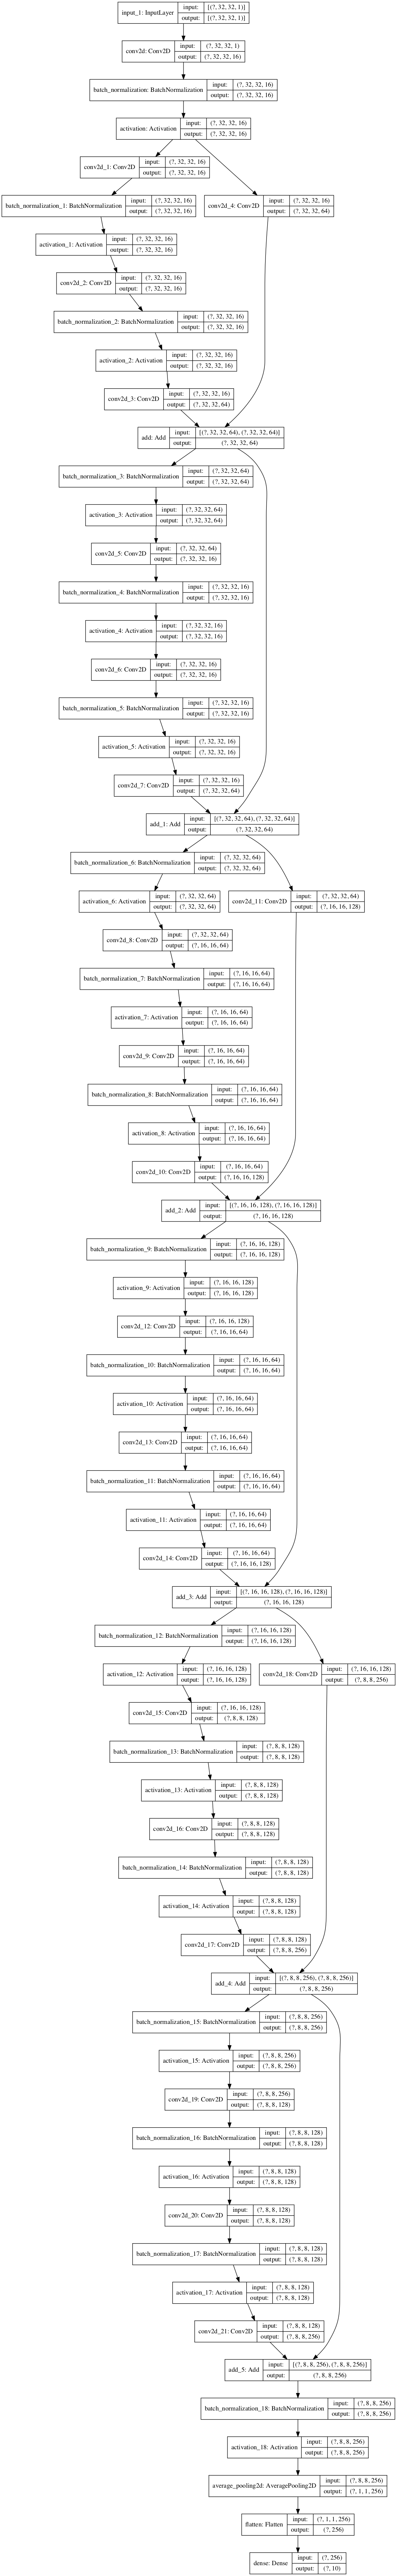 input_1: InputLayer
input: [(?, 32, 32, 1)]
output: [(?, 32, 32, 1)]
conv2d: Conv2D
input: (?, 32, 32, 1)
output: (?, 32, 32, 16)
batch_normalization: BatchNormalization
input: (?, 32, 32, 16)
output: (?, 32, 32, 16)
activation: Activation
input: (?, 32, 32, 16)
output: (?, 32, 32, 16)
conv2d_1: Conv2D
input: (?, 32, 32, 16)
output: (?, 32, 32, 16)
batch_normalization_1: BatchNormalization
input: (?, 32, 32, 16)
output: (?, 32, 32, 16)
conv2d_4: Conv2D
input: (?, 32, 32, 16)
output: (?, 32, 32, 64)
activation_1: Activation
input: (?, 32, 32, 16)
output: (?, 32, 32, 16)
conv2d_2: Conv2D
input: (?, 32, 32, 16)
output: (?, 32, 32, 16)
batch_normalization_2: BatchNormalization
input: (?, 32, 32, 16)
output: (?, 32, 32, 16)
activation_2: Activation
input: (?, 32, 32, 16)
output: (?, 32, 32, 16)
conv2d_3: Conv2D
input: (?, 32, 32, 16)
output: (?, 32, 32, 64)
add: Add
input: [(?, 32, 32, 64), (?, 32, 32, 64)]
output: (?, 32, 32, 64)
batch_normalization_3: BatchNormalization
input: (?, 32, 32, 64)
output: (?, 32, 32, 64)
activation_3: Activation
input: (?, 32, 32, 64)
output: (?, 32, 32, 64)
conv2d_5: Conv2D
input: (?, 32, 32, 64)
output: (?, 32, 32, 16)
batch_normalization_4: BatchNormalization
input: (?, 32, 32, 16)
output: (?, 32, 32, 16)
activation_4: Activation
input: (?, 32, 32, 16)
output: (?, 32, 32, 16)
conv2d_6: Conv2D
input: (?, 32, 32, 16)
output: (?, 32, 32, 16)
batch_normalization_5: BatchNormalization
input: (?, 32, 32, 16)
output: (?, 32, 32, 16)
activation_5: Activation
input: (?, 32, 32, 16)
output: (?, 32, 32, 16)
conv2d_7: Conv2D
input: (?, 32, 32, 16)
output: (?, 32, 32, 64)
add_1: Add
input: [(?, 32, 32, 64), (?, 32, 32, 64)]
output: (?, 32, 32, 64)
batch_normalization_6: BatchNormalization
input: (?, 32, 32, 64)
output: (?, 32, 32, 64)
activation_6: Activation
input: (?, 32, 32, 64)
output: (?, 32, 32, 64)
conv2d_11: Conv2D
input: (?, 32, 32, 64)
output: (?, 16, 16, 128)
conv2d_8: Conv2D
input: (?, 32, 32, 64)
output: (?, 16, 16, 64)
batch_normalization_7: BatchNormalization
input: (?, 16, 16, 64)
output: (?, 16, 16, 64)
activation_7: Activation
input: (?, 16, 16, 64)
output: (?, 16, 16, 64)
conv2d_9: Conv2D
input: (?, 16, 16, 64)
output: (?, 16, 16, 64)
batch_normalization_8: BatchNormalization
input: (?, 16, 16, 64)
output: (?, 16, 16, 64)
activation_8: Activation
input: (?, 16, 16, 64)
output: (?, 16, 16, 64)
conv2d_10: Conv2D
input: (?, 16, 16, 64)
output: (?, 16, 16, 128)
add_2: Add
input: [(?, 16, 16, 128), (?, 16, 16, 128)]
output: (?, 16, 16, 128)
batch_normalization_9: BatchNormalization
input: (?, 16, 16, 128)
output: (?, 16, 16, 128)
activation_9: Activation
input: (?, 16, 16, 128)
output: (?, 16, 16, 128)
conv2d_12: Conv2D
input: (?, 16, 16, 128)
output: (?, 16, 16, 64)
batch_normalization_10: BatchNormalization
input: (?, 16, 16, 64)
output: (?, 16, 16, 64)
activation_10: Activation
input: (?, 16, 16, 64)
output: (?, 16, 16, 64)
conv2d_13: Conv2D
input: (?, 16, 16, 64)
output: (?, 16, 16, 64)
batch_normalization_11: BatchNormalization
input: (?, 16, 16, 64)
output: (?, 16, 16, 64)
activation_11: Activation
input: (?, 16, 16, 64)
output: (?, 16, 16, 64)
conv2d_14: Conv2D
input: (?, 16, 16, 64)
output: (?, 16, 16, 128)
add_3: Add
input: [(?, 16, 16, 128), (?, 16, 16, 128)]
output: (?, 16, 16, 128)
batch_normalization_12: BatchNormalization
input: (?, 16, 16, 128)
output: (?, 16, 16, 128)
activation_12: Activation
input: (?, 16, 16, 128)
output: (?, 16, 16, 128)
conv2d_18: Conv2D
input: (?, 16, 16, 128)
output: (?, 8, 8, 256)
conv2d_15: Conv2D
input: (?, 16, 16, 128)
output: (?, 8, 8, 128)
batch_normalization_13: BatchNormalization
input: (?, 8, 8, 128)
output: (?, 8, 8, 128)
activation_13: Activation
input: (?, 8, 8, 128)
output: (?, 8, 8, 128)
conv2d_16: Conv2D
input: (?, 8, 8, 128)
output: (?, 8, 8, 128)
batch_normalization_14: BatchNormalization
input: (?, 8, 8, 128)
output: (?, 8, 8, 128)
activation_14: Activation
input: (?, 8, 8, 128)
output: (?, 8, 8, 128)
conv2d_17: Conv2D
input: (?, 8, 8, 128)
output: (?, 8, 8, 256)
add_4: Add
input: [(?, 8, 8, 256), (?, 8, 8, 256)]
output: (?, 8, 8, 256)
batch_normalization_15: BatchNormalization
input: (?, 8, 8, 256)
output: (?, 8, 8, 256)
activation_15: Activation
input: (?, 8, 8, 256)
output: (?, 8, 8, 256)
conv2d_19: Conv2D
input: (?, 8, 8, 256)
output: (?, 8, 8, 128)
batch_normalization_16: BatchNormalization
input: (?, 8, 8, 128)
output: (?, 8, 8, 128)
activation_16: Activation
input: (?, 8, 8, 128)
output: (?, 8, 8, 128)
conv2d_20: Conv2D
input: (?, 8, 8, 128)
output: (?, 8, 8, 128)
batch_normalization_17: BatchNormalization
input: (?, 8, 8, 128)
output: (?, 8, 8, 128)
activation_17: Activation
input: (?, 8, 8, 128)
output: (?, 8, 8, 128)
conv2d_21: Conv2D
input: (?, 8, 8, 128)
output: (?, 8, 8, 256)
add_5: Add
input: [(?, 8, 8, 256), (?, 8, 8, 256)]
output: (?, 8, 8, 256)
batch_normalization_18: BatchNormalization
input: (?, 8, 8, 256)
output: (?, 8, 8, 256)
activation_18: Activation
input: (?, 8, 8, 256)
output: (?, 8, 8, 256)
average_pooling2d: AveragePooling2D
input: (?, 8, 8, 256)
output: (?, 1, 1, 256)
flatten: Flatten
input: (?, 1, 1, 256)
output: (?, 256)
dense: Dense
input: (?, 256)
output: (?, 10)